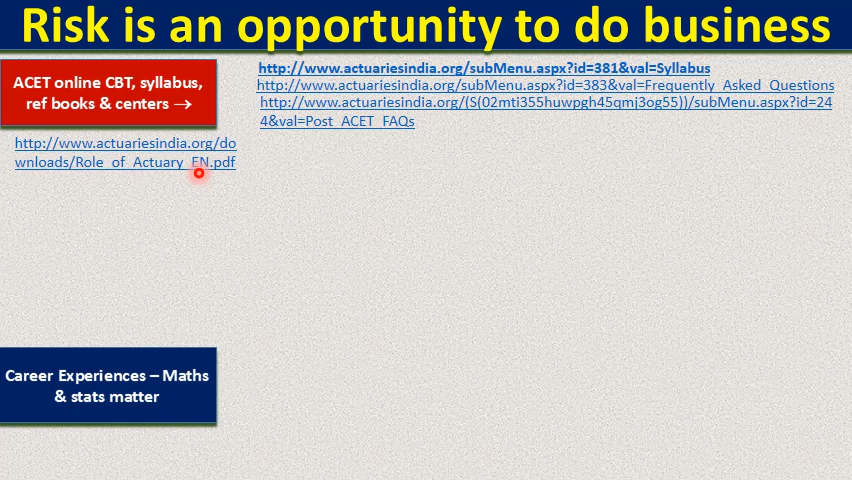 Risk is an opportunity to do business
ACET online CBT, syllabus,
ref books & centers →
http://www.actuariesindia.org/subMenu.aspx?id=381&val=Syllabus
http://www.actuariesindia.org/subMenu.aspx?id=383&val=Frequently_Asked_Questions
http://www.actuariesindia.org/(S(02mti355huwpgh45qmj3og55))/subMenu.aspx?id=24
4&val=Post_ACET_FAQs
http://www.actuariesindia.org/do
wnloads/Role_of_Actuary_EN.pdf
Career Experiences – Maths
& stats matter